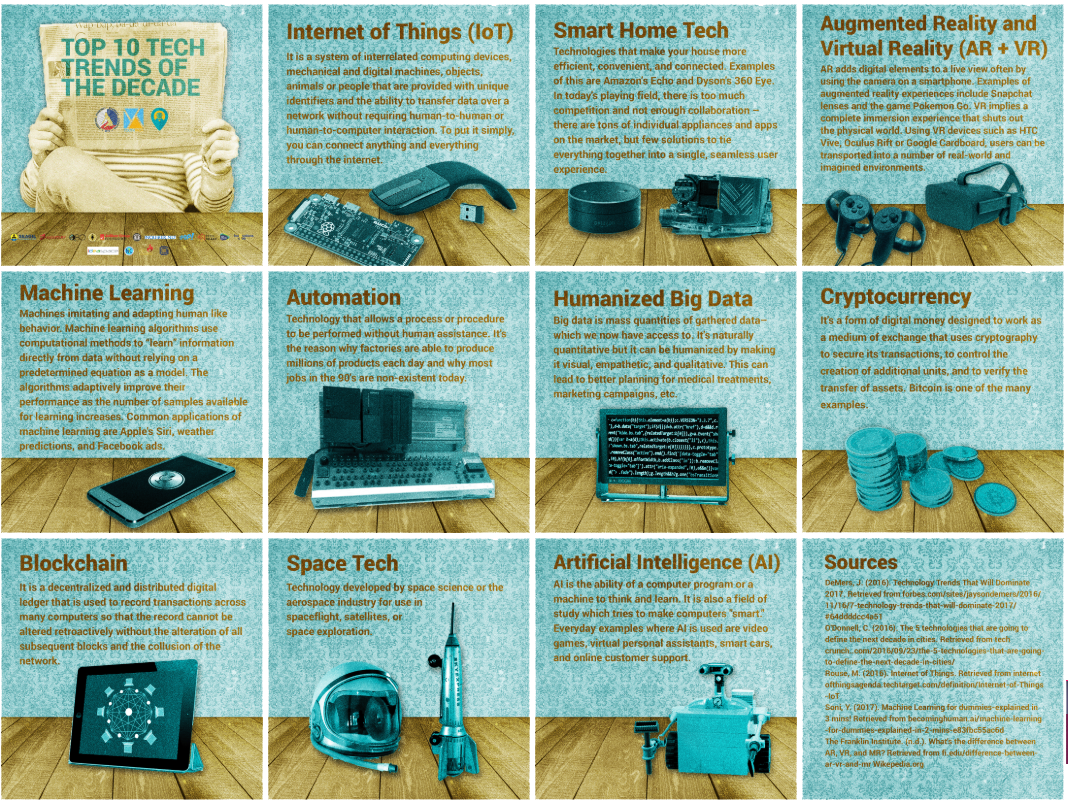 TOP 10 TECH
TRENDS OF
THE DECADE
Internet of Things (IoT)
It is a system of interrelated computing devices,
mechanical and digital machines, objects,
animals or people that are provided with unique
identifiers and the ability to transfer data over a
network without requiring human-to-human or
human-to-computer interaction. To put it simply,
you can connect anything and everything
through the internet.
Smart Home Tech
Technologies that make your house more
efficient, convenient, and connected. Examples
of this are Amazon's Echo and Dyson's 360 Eye.
In today's playing field, there is too much
competition and not enough collaboration –
there are tons of individual appliances and apps
on the market, but few solutions to tie
everything together into a single, seamless user
experience.
Augmented Reality and
Virtual Reality (AR + VR)
AR adds digital elements to a live view often by
using the camera on a smartphone. Examples of
augmented reality experiences include Snapchat
lenses and the game Pokemon Go. VR implies a
complete immersion experience that shuts out
the physical world. Using VR devices such as HTC
Vive, Oculus Rift or Google Cardboard, users can be
transported into a number of real-world and
imagined environments.
Machine Learning
Machines imitating and adapting human like
behavior. Machine learning algorithms use
computational methods to "learn" information
directly from data without relying on a
predetermined equation as a model. The
algorithms adaptively improve their
performance as the number of samples available
for learning increases. Common applications of
machine learning are Apple's Siri, weather
predictions, and Facebook ads.
Automation
Technology that allows a process or procedure
to be performed without human assistance. It's
the reason why factories are able to produce
millions of products each day and why most
jobs in the 90's are non-existent today.
Humanized Big Data
Big data is mass quantities of gathered data–
which we now have access to. It's naturally
quantitative but it can be humanized by making
it visual, empathetic, and qualitative. This can
lead to better planning for medical treatments,
marketing campaigns, etc.
Cryptocurrency
It's a form of digital money designed to work as
a medium of exchange that uses cryptography
to secure its transactions, to control the
creation of additional units, and to verify the
transfer of assets. Bitcoin is one of the many
examples.
Blockchain
It is a decentralized and distributed digital
ledger that is used to record transactions across
many computers so that the record cannot be
altered retroactively without the alteration of all
subsequent blocks and the collusion of the
network.
Space Tech
Technology developed by space science or the
aerospace industry for use in
spaceflight, satellites, or
space exploration.
Artificial Intelligence (AI)
AI is the ability of a computer program or a
machine to think and learn. It is also a field of
study which tries to make computers "smart."
Everyday examples where AI is used are video
games, virtual personal assistants, smart cars,
and online customer support.
Sources
DeMers, J. (2016). Technology Trends That Will Dominate
2017. Retrieved from forbes.com/sites/jaysondemers/2016/
11/16/7-technology-trends-that-will-dominate-2017/
O'Donnell, C. (2016). The 5 technologies that are going to
define the next decade in cities. Retrieved from tech
crunch. com/2016/09/23/the-5-technologies-that-are-going
-to-define-the-next-decade-in-cities/
Rouse, M. (2016). Internet of Things. Retrieved from internet
ofthingsagenda.techtarget.com/definition/Internet-of-Things
-IoT
Soni, Y. (2017). Machine Learning for dummies-explained in
Retrieved from becominghuman.ai/machine-learning
The Franklin Institute. (n.d.). What's the difference between
AR, VR, and MR? Retrieved from fi.edu/difference-between
-ar-vr-and-mr Wikepedia.org